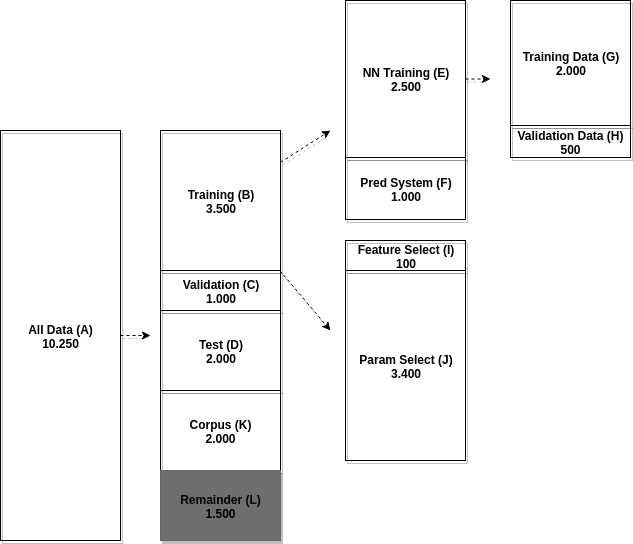 All Data (A)
10.250
Training (B)
3.500
Validation (C)
1.000
Test (D)
2.000
Corpus (K)
2.000
Remainder (L)
1.500
NN Training (E)
2.500
Pred System (F)
1.000
Feature Select (I)
100
Param Select (J)
3.400
Training Data (G)
2.000
Validation Data (H)
500